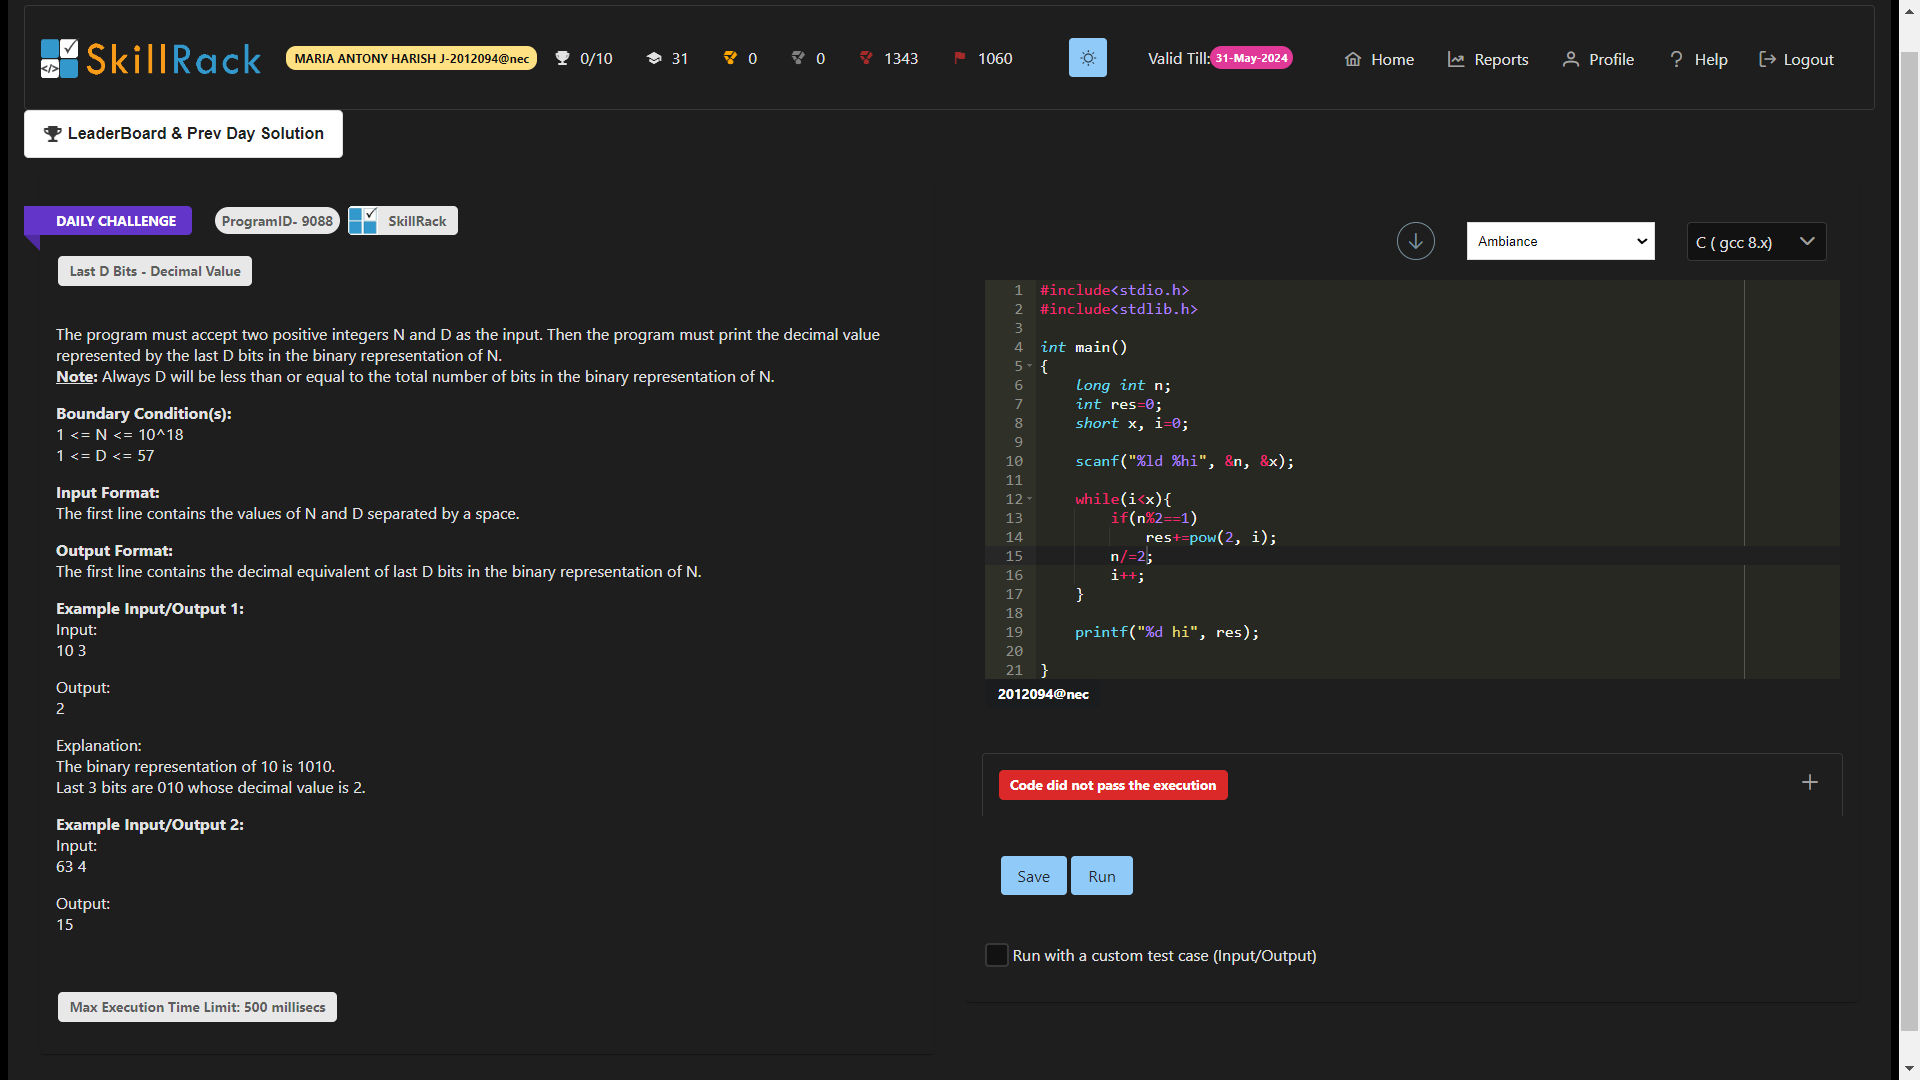 SkillRack MARIA ANTONY HARISH J-2012094@nec 0/10 31 0 0 1343 1060 Valid Till: 31-May-2024 Home Reports Profile Help Logout
LeaderBoard & Prev Day Solution
DAILY CHALLENGE ProgramID- 9088 SkillRack
Last D Bits - Decimal Value
The program must accept two positive integers N and D as the input. Then the program must print the decimal value
represented by the last D bits in the binary representation of N.
Note: Always D will be less than or equal to the total number of bits in the binary representation of N.
Boundary Condition(s):
1 <= N <= 10^18
1 <= D <= 57
Input Format:
The first line contains the values of N and D separated by a space.
Output Format:
The first line contains the decimal equivalent of last D bits in the binary representation of N.
Example Input/Output 1:
Input:
10 3
Output:
2
Explanation:
The binary representation of 10 is 1010.
Last 3 bits are 010 whose decimal value is 2.
Example Input/Output 2:
Input:
63 4
Output:
15
Max Execution Time Limit: 500 millisecs
Ambiance C ( gcc 8.x)
1 #include<stdio.h>
2 #include<stdlib.h>
3
4 int main()
5 {
6 long int n;
7 int res=0;
8 short x, i=0;
9
10 scanf("%ld %hi", &n, &x);
11
12 while(i<x){
13 if(n%2==1)
14 res+=pow(2, i);
15 n/=2;
16 i++;
17 }
18
19 printf("%d hi", res);
20
21 }
2012094@nec
Code did not pass the execution
Save Run
Run with a custom test case (Input/Output)